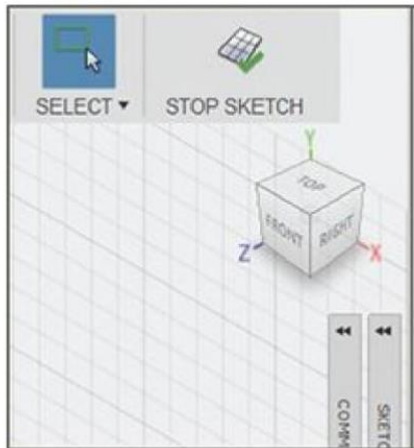 SELECT ▼ STOP SKETCH
Y
TOP
FRONT RIGHT
Z X
COMM SKETC